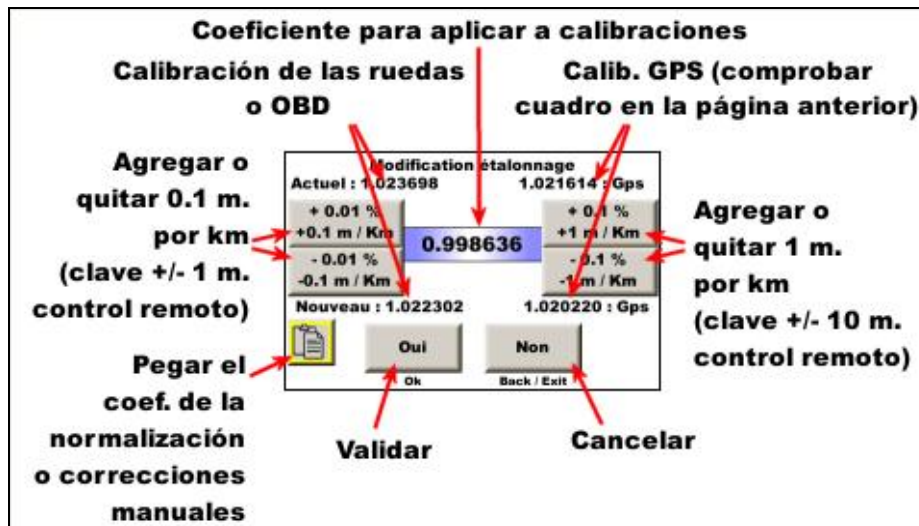 Coeficiente para aplicar a calibraciones
Calibración de las ruedas
o OBD
Calib. GPS (comprobar
cuadro en la página anterior)
Agregar o
quitar 0.1 m.
por km
(clave +/- 1 m.
control remoto)
Modification étalonnage
Actuel : 1.023698
1.021614 : Gps
+ 0.01 %
+0.1 m / Km
0.998636
+ 0.1 %
+1 m / Km
- 0.01 %
-0.1 m / Km
- 0.1 %
-1 m / Km
Nouveau : 1.022302
1.020220 : Gps
Oui
Non
Ok
Back / Exit
Agregar o
quitar 1 m.
por km
(clave +/- 10 m.
control remoto)
Pegar el
coef. de la
normalización
o correcciones
manuales
Validar
Cancelar